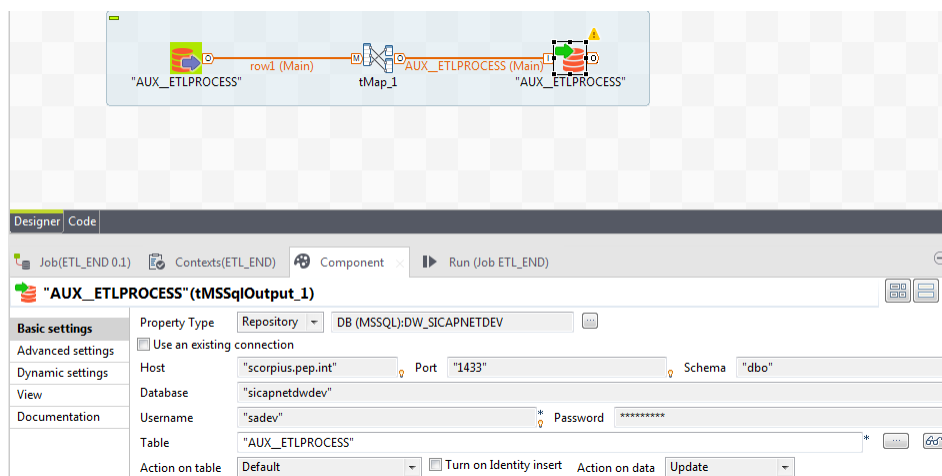 row1 (Main)
AUX__ETLPROCESS (Main)
"AUX__ETLPROCESS"
tMap_1
"AUX__ETLPROCESS"
Designer
Code
Job(ETL_END 0.1)
Contexts(ETL_END)
Component
Run (Job ETL_END)
"AUX__ETLPROCESS"(tMSSqlOutput_1)
Basic settings
Advanced settings
Dynamic settings
View
Documentation
Property Type Repository DB (MSSQL):DW_SICAPNETDEV ...
Use an existing connection
Host "scorpius.pep.int" Port "1433" Schema "dbo"
Database "sicapnetdwdev"
Username "sadev" * Password *********
Table "AUX__ETLPROCESS" * ...
Action on table Default Turn on Identity insert Action on data Update